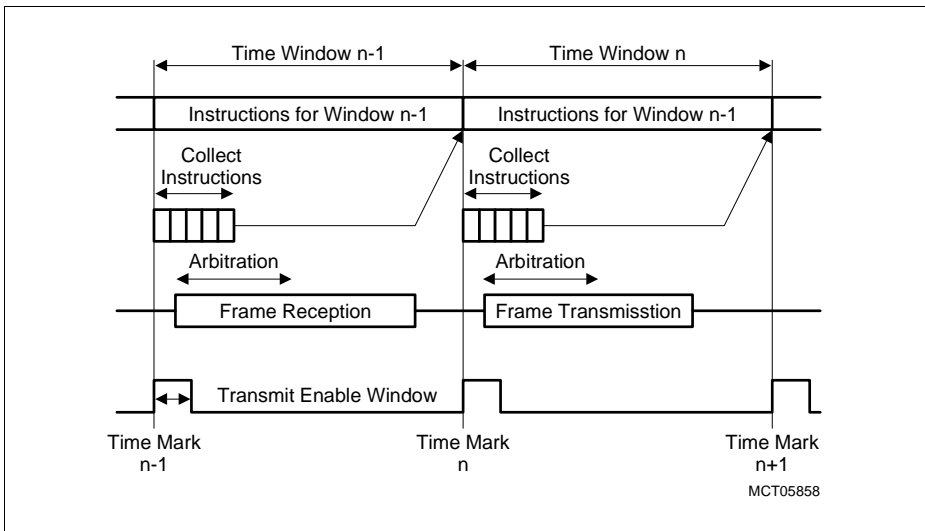 Time Window n-1
Time Window n
Instructions for Window n-1
Instructions for Window n-1
Collect
Instructions
Collect
Instructions
Arbitration
Arbitration
Frame Reception
Frame Transmisstion
Transmit Enable Window
Time Mark
n-1
Time Mark
n
Time Mark
n+1
MCT05858